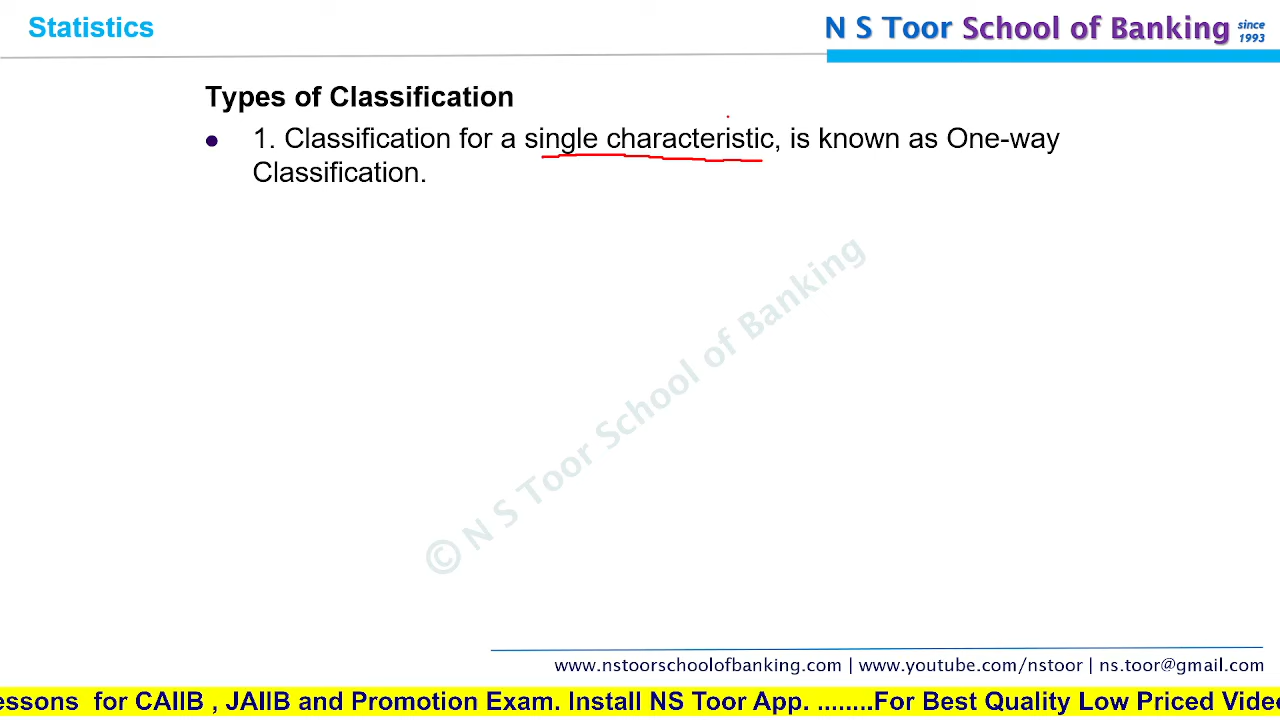 Statistics
N S Toor School of Banking since 1993
Types of Classification
1. Classification for a single characteristic, is known as One-way
Classification.
© N S Toor School of Banking
www.nstoorschoolofbanking.com | www.youtube.com/nstoor | ns.toor@gmail.com
essons for CAIIB , JAIIB and Promotion Exam. Install NS Toor App. ........For Best Quality Low Priced Vide